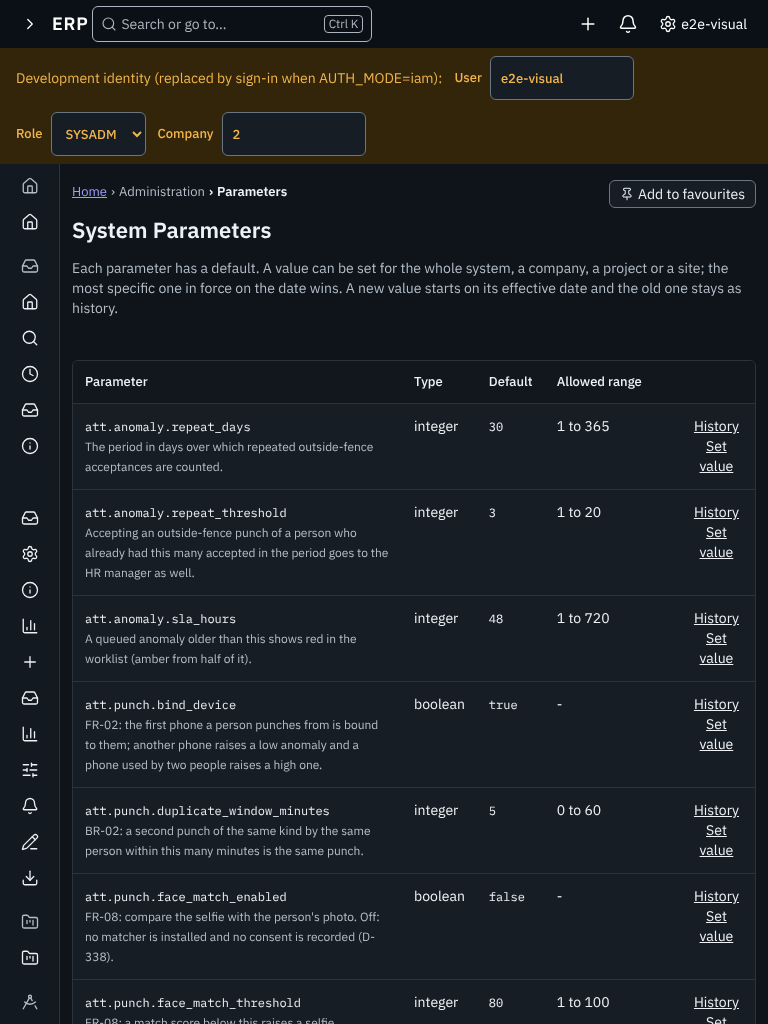 ERP Search or go to... Ctrl K e2e-visual
Development identity (replaced by sign-in when AUTH_MODE=iam): User e2e-visual
Role SYSADM Company 2
Home › Administration › Parameters Add to favourites
System Parameters
Each parameter has a default. A value can be set for the whole system, a company, a project or a site; the
most specific one in force on the date wins. A new value starts on its effective date and the old one stays as
history.
Parameter Type Default Allowed range
att.anomaly.repeat_days integer 30 1 to 365 History
The period in days over which repeated outside-fence Set
acceptances are counted. value
att.anomaly.repeat_threshold integer 3 1 to 20 History
Accepting an outside-fence punch of a person who Set
already had this many accepted in the period goes to the value
HR manager as well.
att.anomaly.sla_hours integer 48 1 to 720 History
A queued anomaly older than this shows red in the Set
worklist (amber from half of it). value
att.punch.bind_device boolean true - History
FR-02: the first phone a person punches from is bound Set
to them; another phone raises a low anomaly and a value
phone used by two people raises a high one.
att.punch.duplicate_window_minutes integer 5 0 to 60 History
BR-02: a second punch of the same kind by the same Set
person within this many minutes is the same punch. value
att.punch.face_match_enabled boolean false - History
FR-08: compare the selfie with the person's photo. Off: Set
no matcher is installed and no consent is recorded (D- value
338).
att.punch.face_match_threshold integer 80 1 to 100 History
FR-08: a match score below this raises a selfie Set